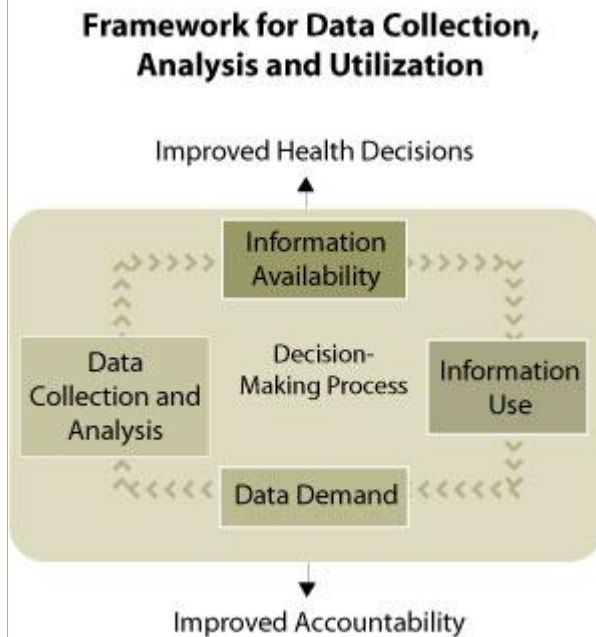 Framework for Data Collection,
Analysis and Utilization
Improved Health Decisions
Information
Availability
Data
Collection and
Analysis
Decision-
Making Process
Information
Use
Data Demand
Improved Accountability